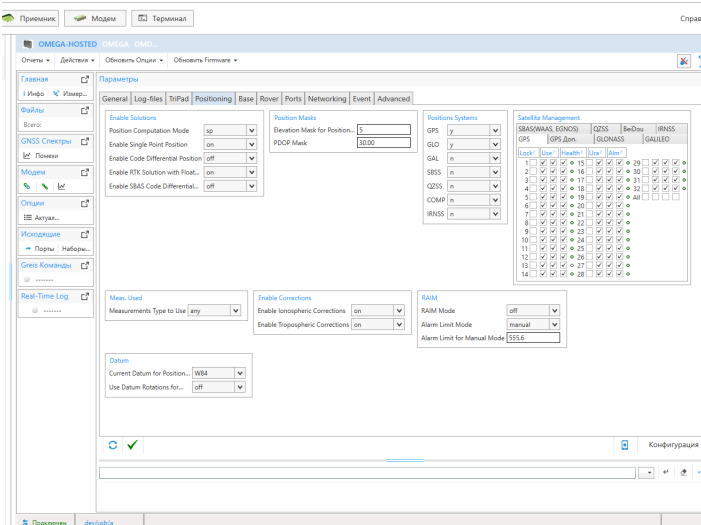 Приемник Модем Терминал Справ
OMEGA-HOSTED OMEGA OMD...
Отчеты Действия Обновить Опции Обновить Firmware
Главная
Инфо Измер...
Файлы
Всего:
GNSS Спектры
Помехи
Модем
Опции
Актуал...
Исходящие
Порты Наборы...
Greis Команды
-------
Real-Time Log
-------
Параметры
General Log-files TriPad Positioning Base Rover Ports Networking Event Advanced
Enable Solutions
Position Computation Mode sp
Enable Single Point Position on
Enable Code Differential Position off
Enable RTK Solution with Float... on
Enable SBAS Code Differential... off
Position Masks
Elevation Mask for Position... 5
PDOP Mask 30.00
Positions Systems
GPS y
GLO y
GAL n
SBSS n
QZSS n
COMP n
IRNSS n
Satellite Management
SBAS(WAAS, EGNOS) QZSS BeiDou IRNSS
GPS GPS Доп. GLONASS GALILEO
Lock? Use? Health? Ura? Alm?
1 15 29
2 16 30
3 17 31
4 18 32
5 19 All
6 20
7 21
8 22
9 23
10 24
11 25
12 26
13 27
14 28
Meas. Used
Measurements Type to Use any
Enable Corrections
Enable Ionospheric Corrections on
Enable Tropospheric Corrections on
RAIM
RAIM Mode off
Alarm Limit Mode manual
Alarm Limit for Manual Mode 555.6
Datum
Current Datum for Position... W84
Use Datum Rotations for... off
Конфигурация
Подключен dev/usb/a